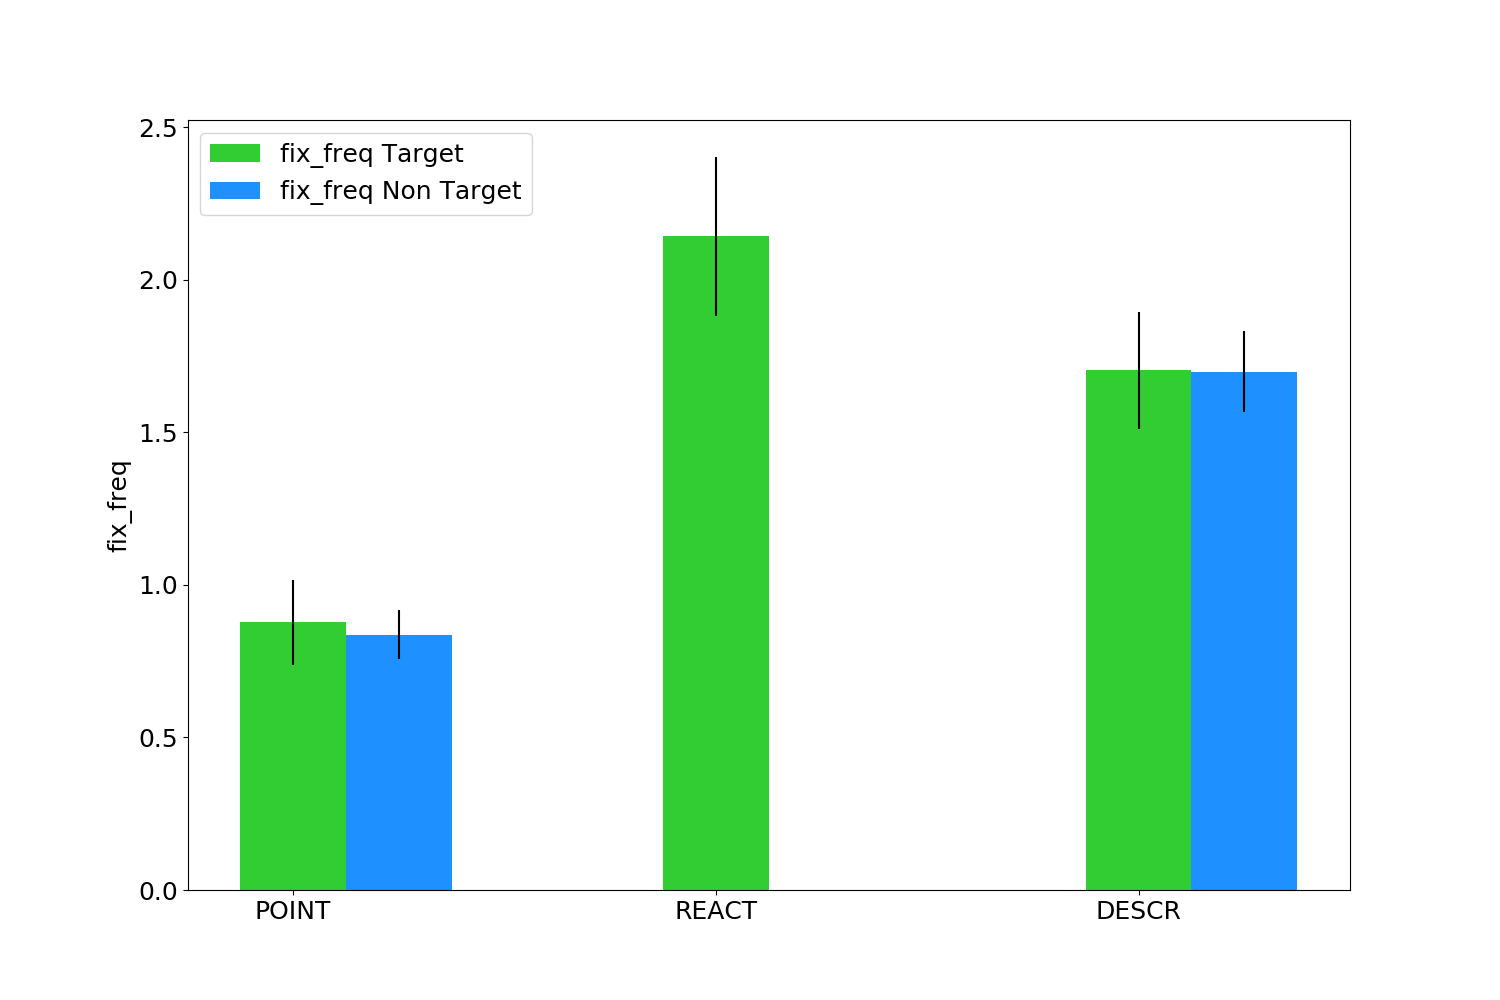 fix_freq Target
fix_freq Non Target
2.5
2.0
1.5
1.0
0.5
0.0
fix_freq
POINT
REACT
DESCR